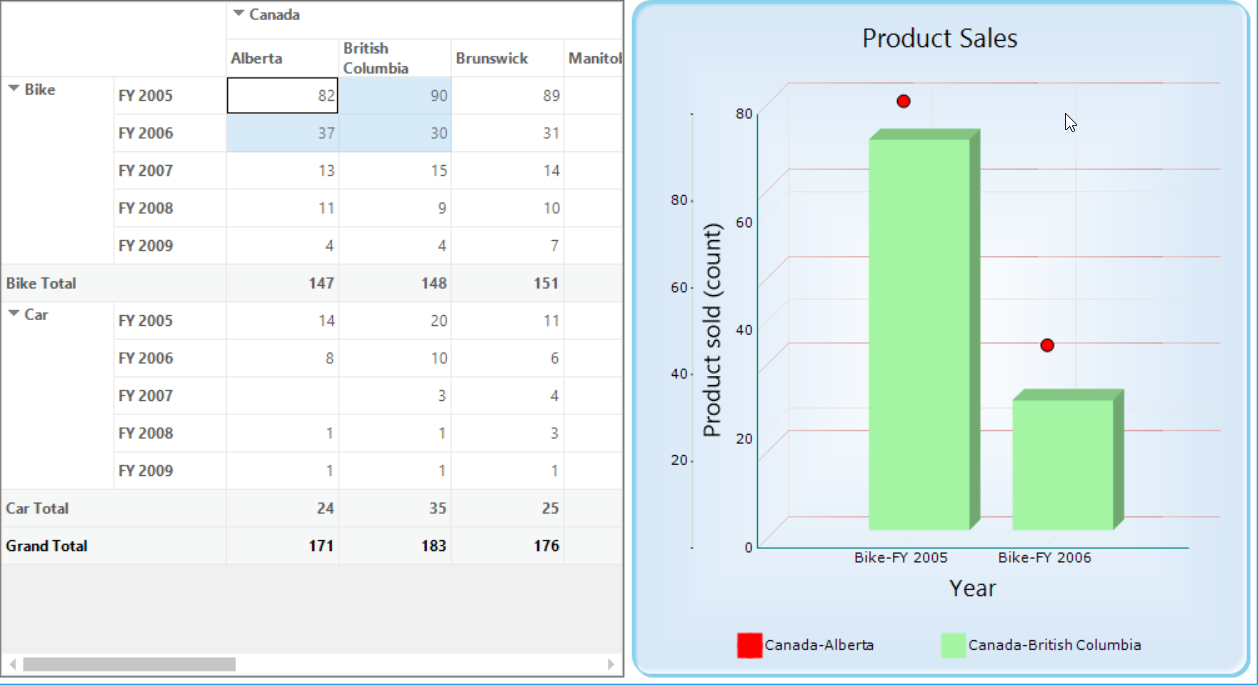 Canada
Alberta British Columbia Brunswick Manitol
Bike FY 2005 82 90 89
FY 2006 37 30 31
FY 2007 13 15 14
FY 2008 11 9 10
FY 2009 4 4 7
Bike Total 147 148 151
Car FY 2005 14 20 11
FY 2006 8 10 6
FY 2007 3 4
FY 2008 1 1 3
FY 2009 1 1 1
Car Total 24 35 25
Grand Total 171 183 176
Product Sales
Product sold (count)
80
60
40
20
80
60
40
20
0
Bike-FY 2005 Bike-FY 2006
Year
Canada-Alberta Canada-British Columbia